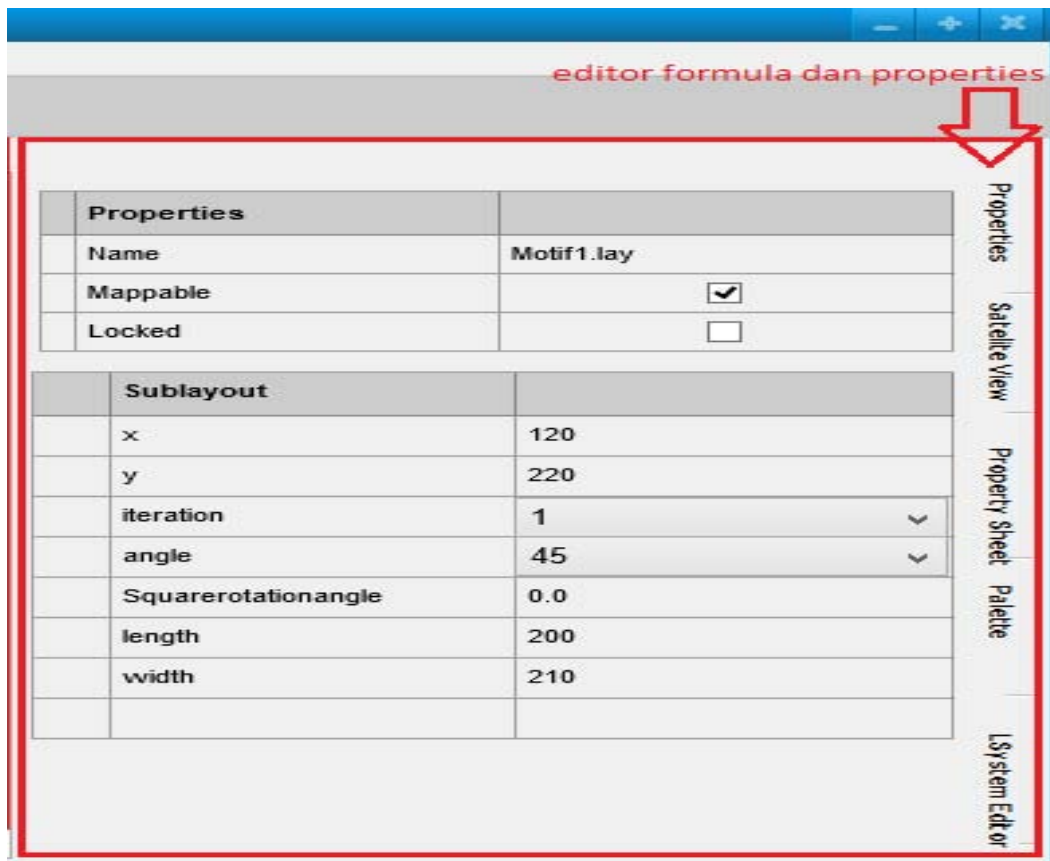 editor formula dan properties
Properties
Name Motif1.lay
Mappable
Locked
Sublayout
x 120
y 220
iteration 1
angle 45
Squarerotationangle 0.0
length 200
width 210
Properties
Satelite View
Property Sheet
Palette
LSystem Editor